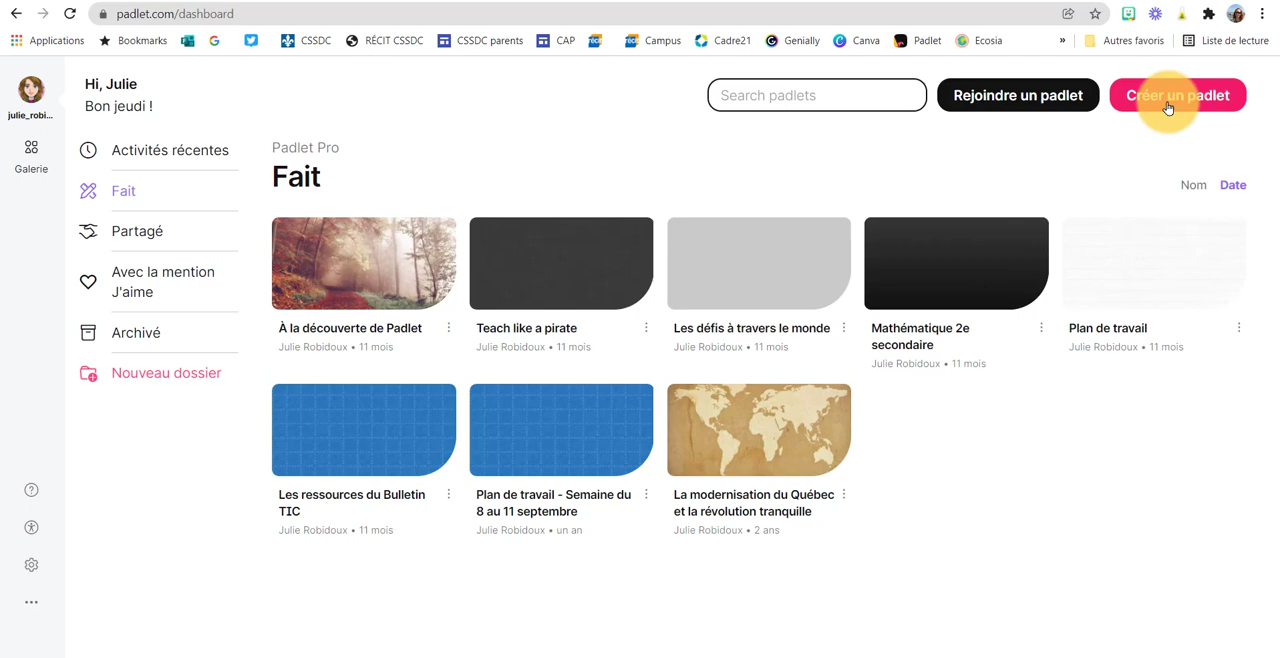 padlet.com/dashboard
Applications
Bookmarks
CSSDC
RÉCIT CSSDC
CSSDC parents
CAP
Campus
Cadre21
Genially
Canva
Padlet
Ecosia
»
Autres favoris
Liste de lecture
julie_robi...
Galerie
Hi, Julie
Bon jeudi !
Search padlets
Rejoindre un padlet
Créer un padlet
Activités récentes
Fait
Partagé
Avec la mention
J'aime
Archivé
Nouveau dossier
Padlet Pro
Fait
Nom
Date
À la découverte de Padlet
Julie Robidoux • 11 mois
Teach like a pirate
Julie Robidoux • 11 mois
Les défis à travers le monde
Julie Robidoux • 11 mois
Mathématique 2e
secondaire
Julie Robidoux • 11 mois
Plan de travail
Julie Robidoux • 11 mois
Les ressources du Bulletin
TIC
Julie Robidoux • 11 mois
Plan de travail - Semaine du
8 au 11 septembre
Julie Robidoux • un an
La modernisation du Québec
et la révolution tranquille
Julie Robidoux • 2 ans